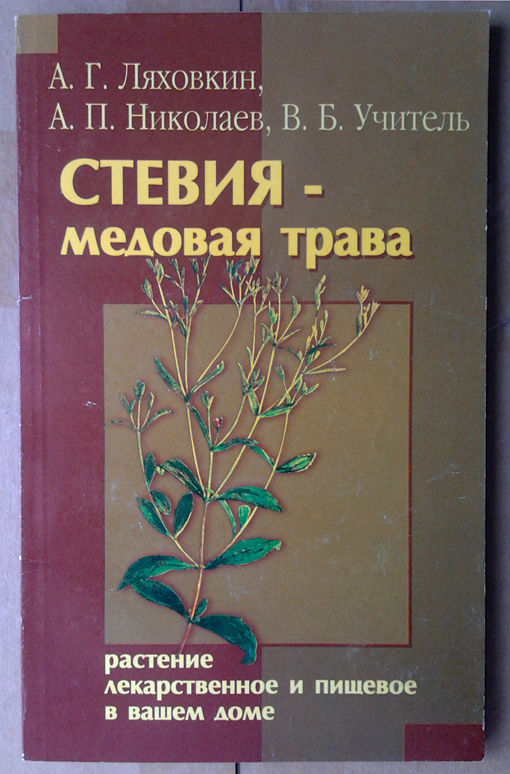 А. Г. Ляховкин,
А. П. Николаев, В. Б. Учитель
СТЕВИЯ -
медовая трава
растение
лекарственное и пищевое
в вашем доме